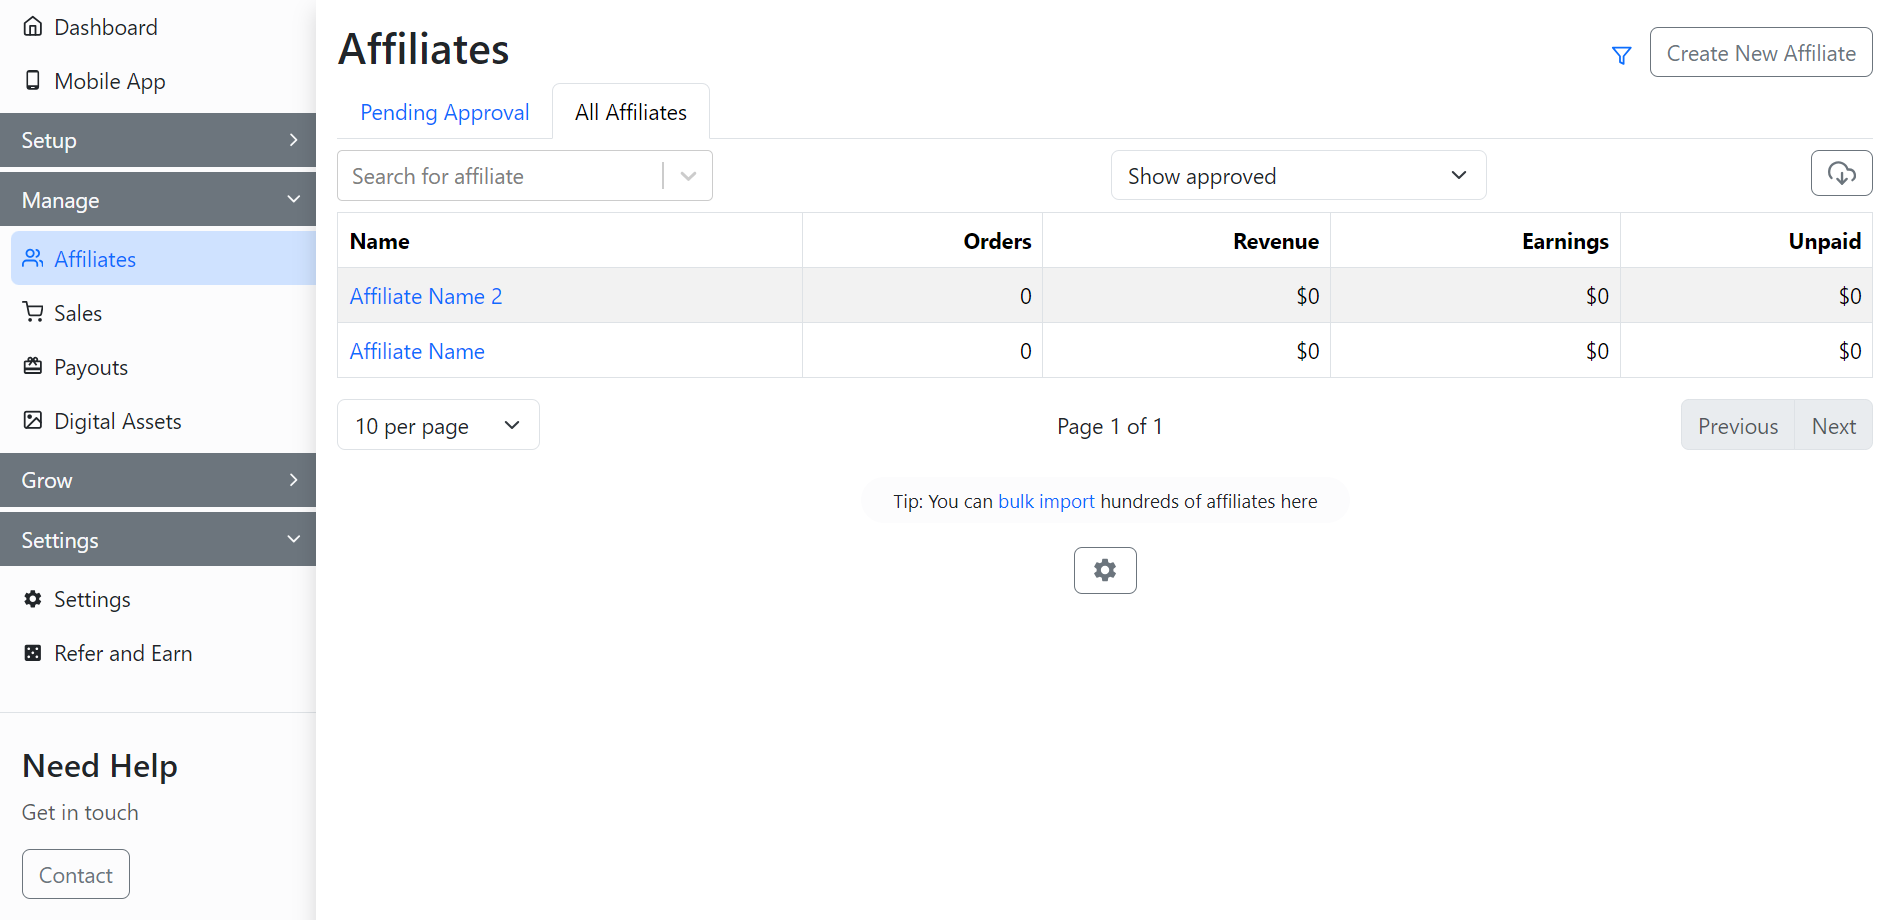 Dashboard
Mobile App
Setup
Manage
Affiliates
Sales
Payouts
Digital Assets
Grow
Settings
Settings
Refer and Earn
Need Help
Get in touch
Contact
Affiliates
Create New Affiliate
Pending Approval All Affiliates
Search for affiliate Show approved
Name Orders Revenue Earnings Unpaid
Affiliate Name 2 0 $0 $0 $0
Affiliate Name 0 $0 $0 $0
10 per page Page 1 of 1 Previous Next
Tip: You can bulk import hundreds of affiliates here